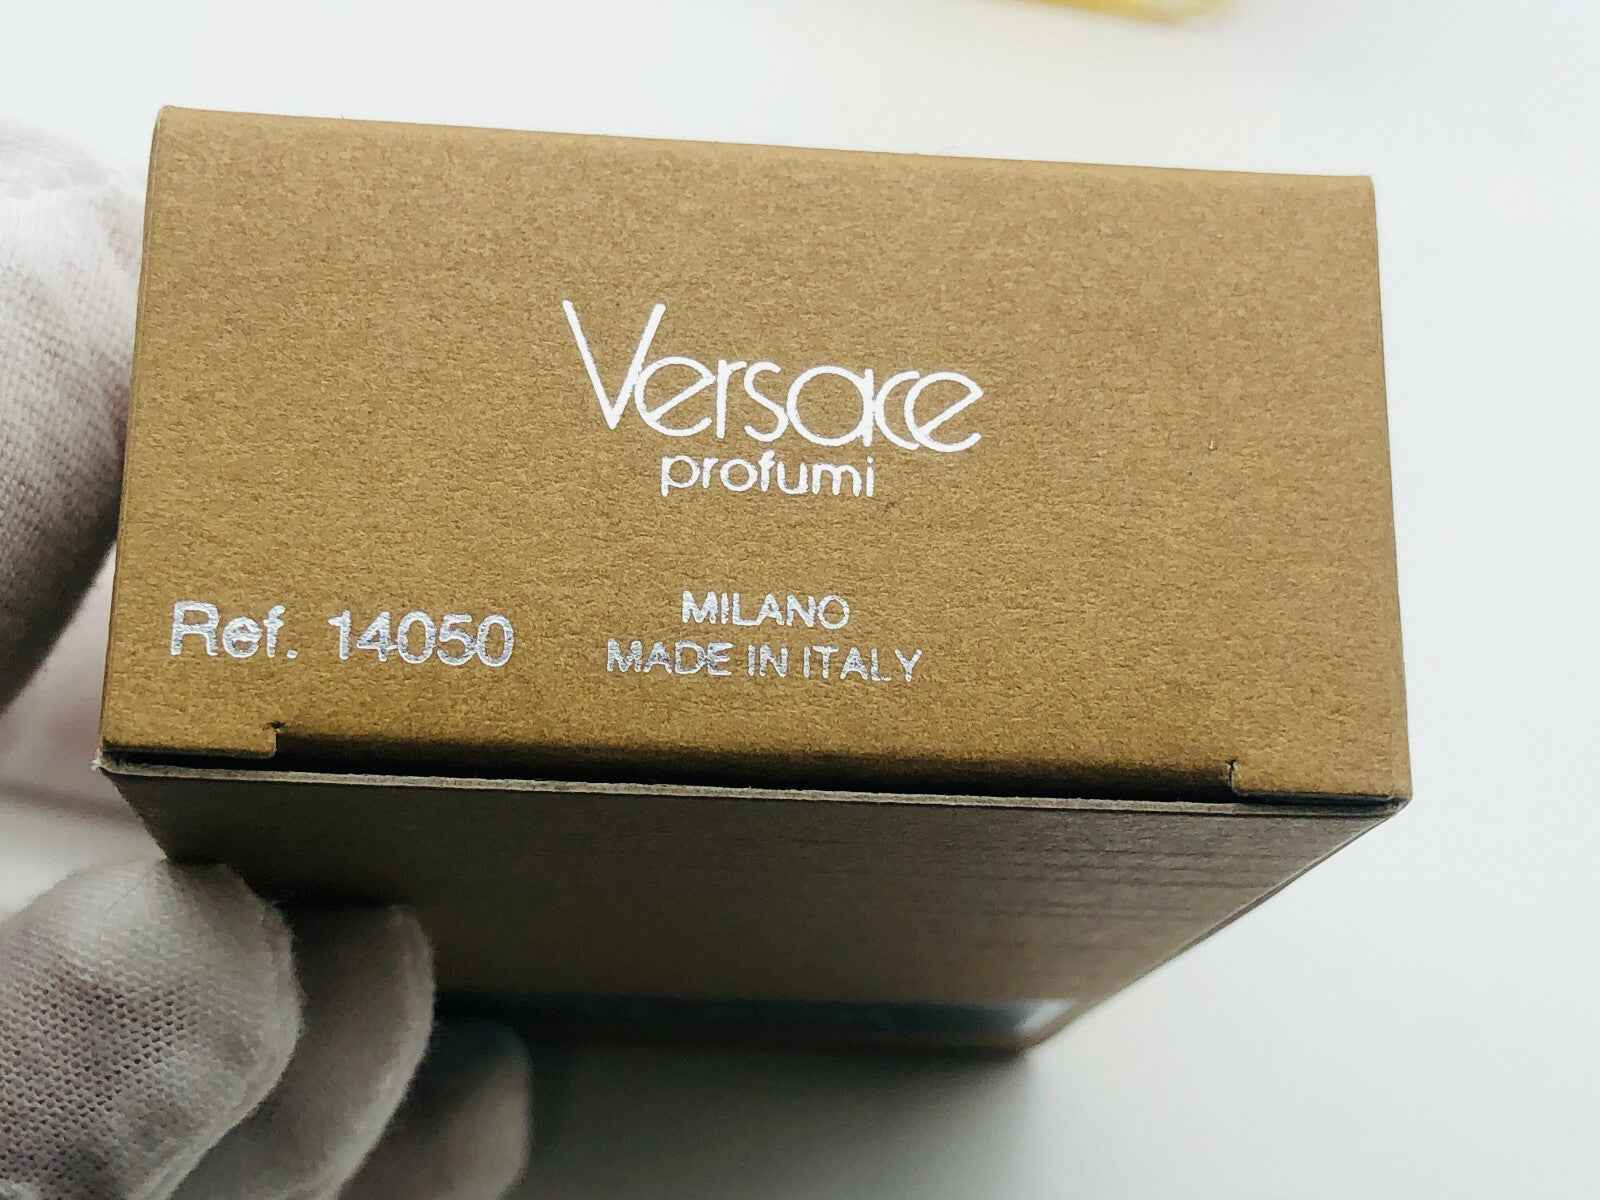 Versace
profumi
MILANO
Ref. 14050
MADE IN ITALY